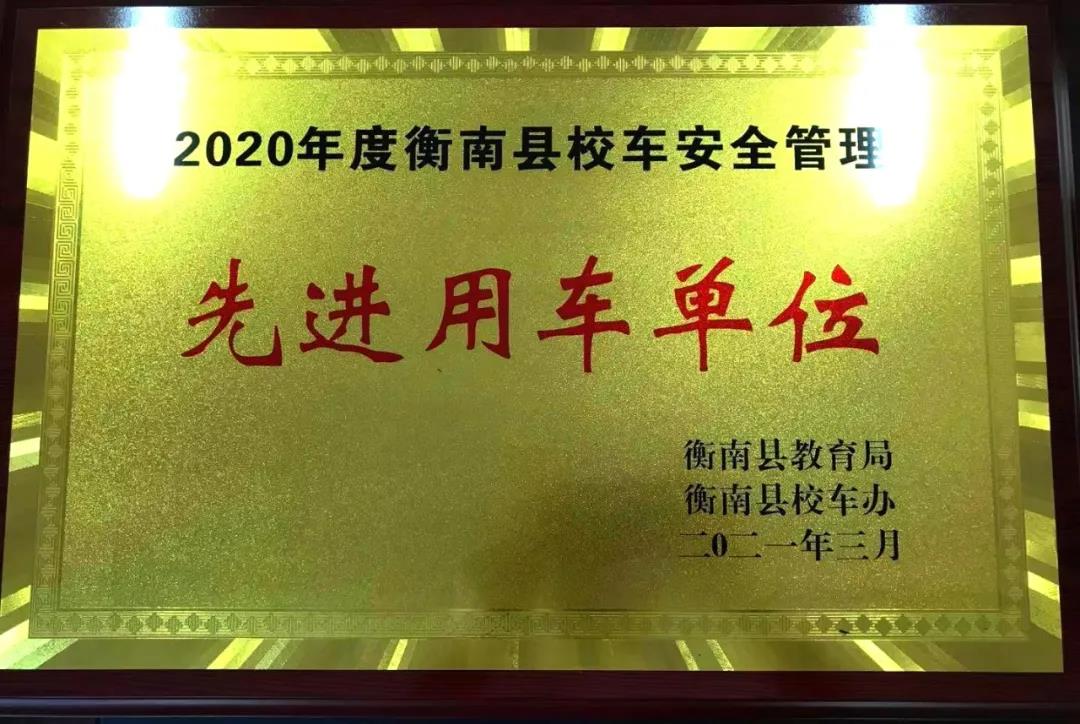 2020年度衡南县校车安全管理
先进用车单位
衡南县教育局
衡南县校车办
二0二一年三月